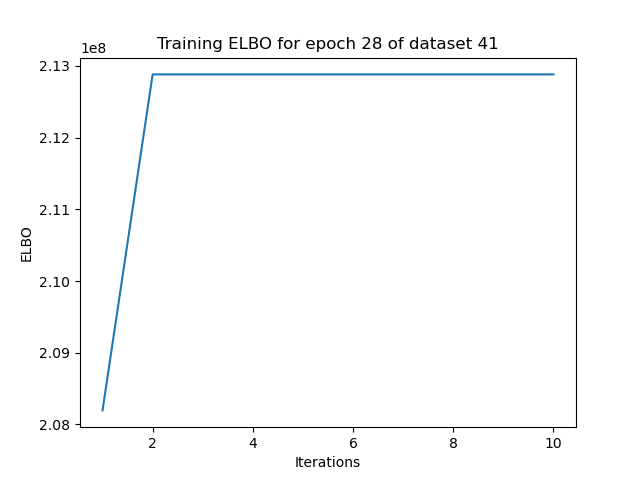 Training ELBO for epoch 28 of dataset 41
1e8
2.13
2.12
2.11
2.10
2.09
2.08
ELBO
2 4 6 8 10
Iterations